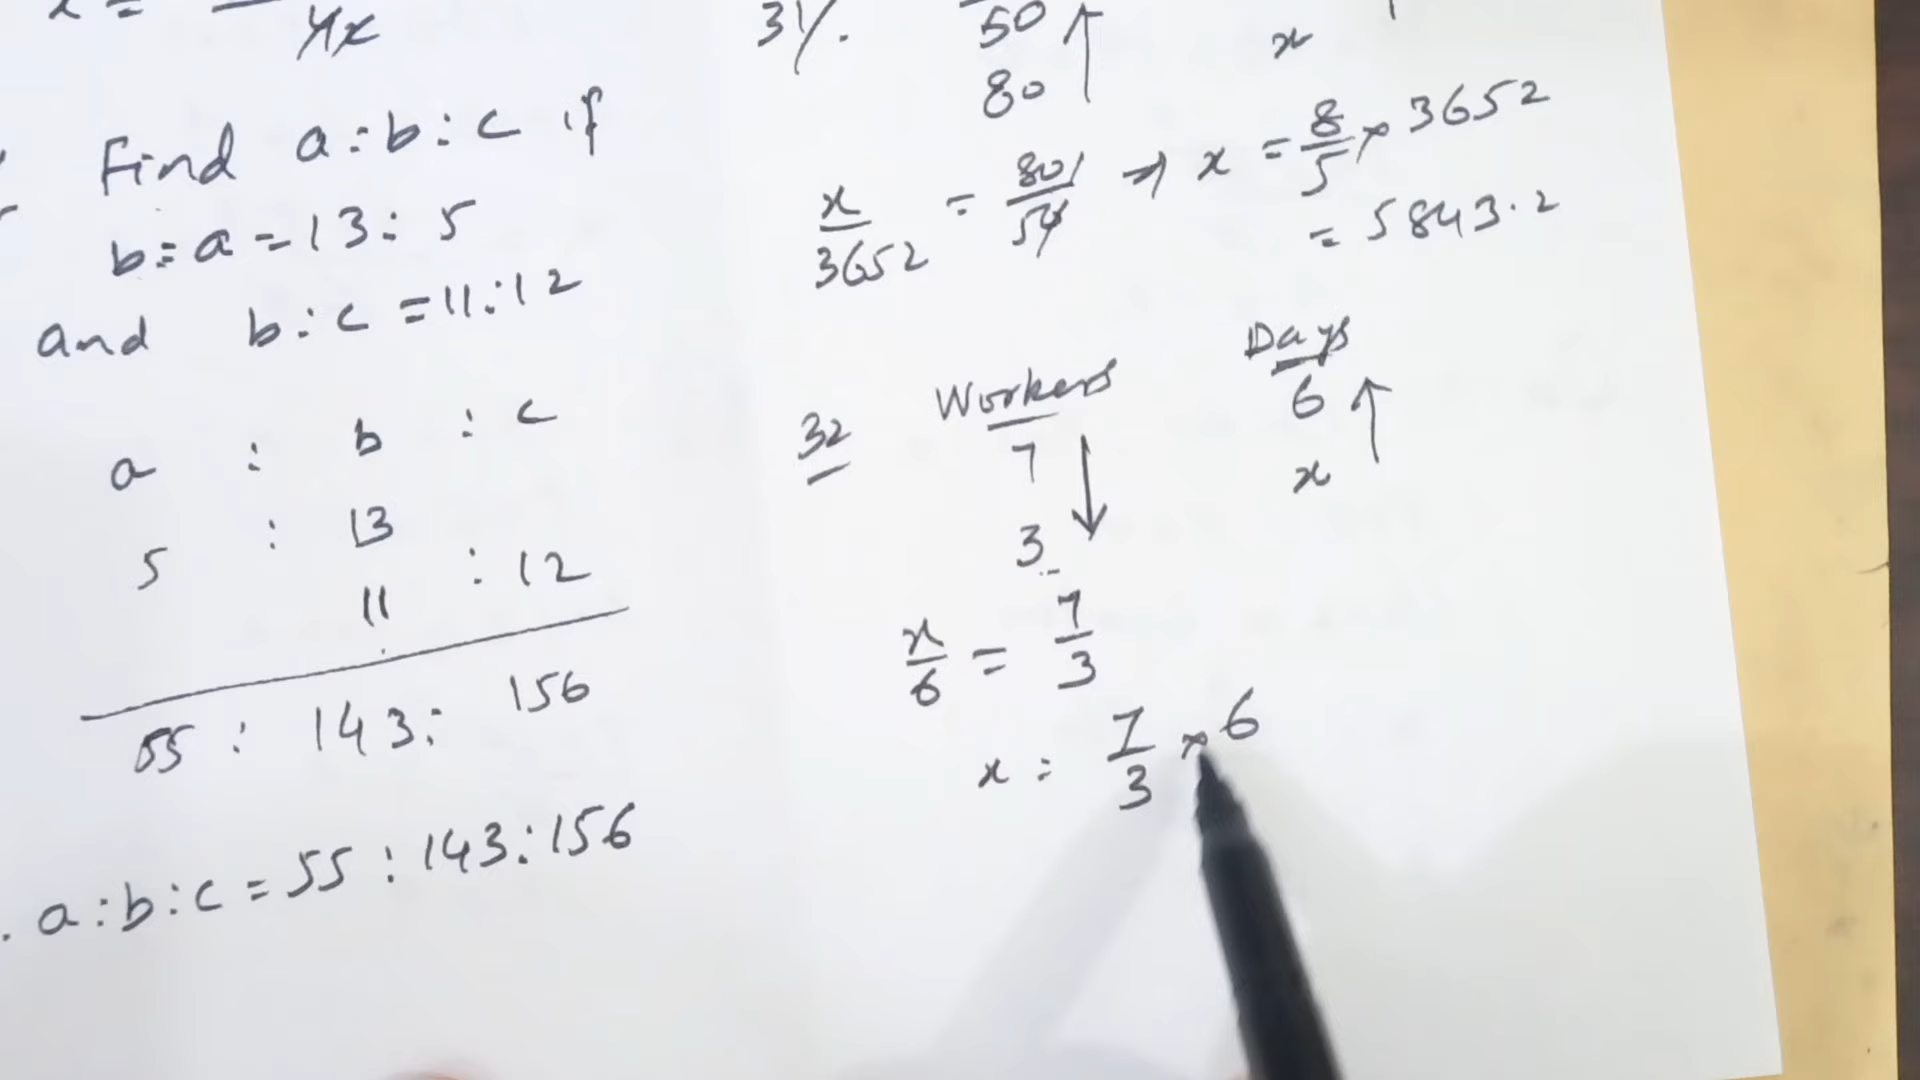 4x
Find a:b:c if
b:a=13:5
and b:c=11:12
a : b : c
5 : 13
11 : 12
55 : 143 : 156
a:b:c=55:143:156
31/.
50
80
x
x/3652 = 80/50 → x = 8/5 × 3652
= 5843.2
32
Workers Days
7 6
3 x
x/6 = 7/3
x = 7/3 × 6